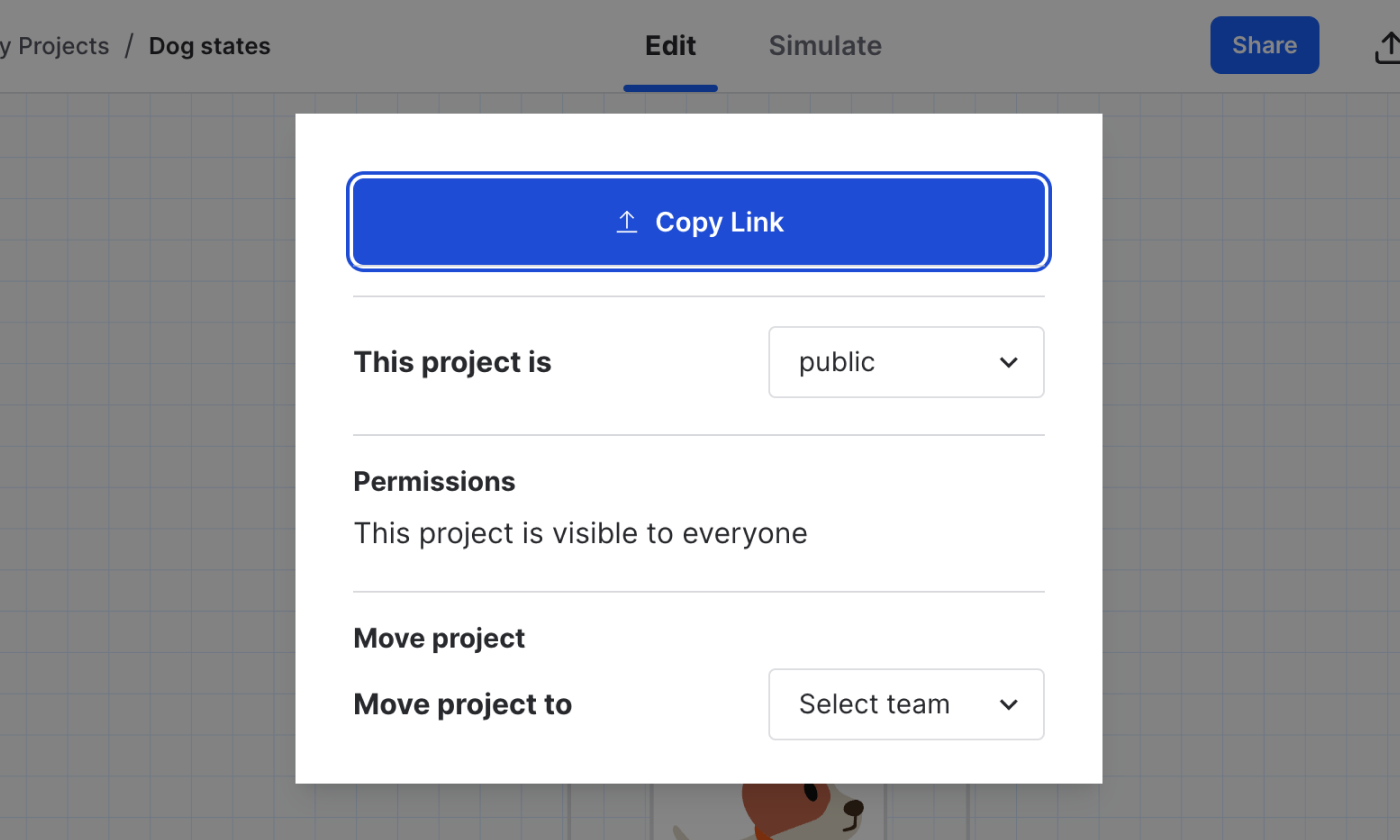 y Projects / Dog states
Edit
Simulate
Share
Copy Link
This project is
public
Permissions
This project is visible to everyone
Move project
Move project to
Select team